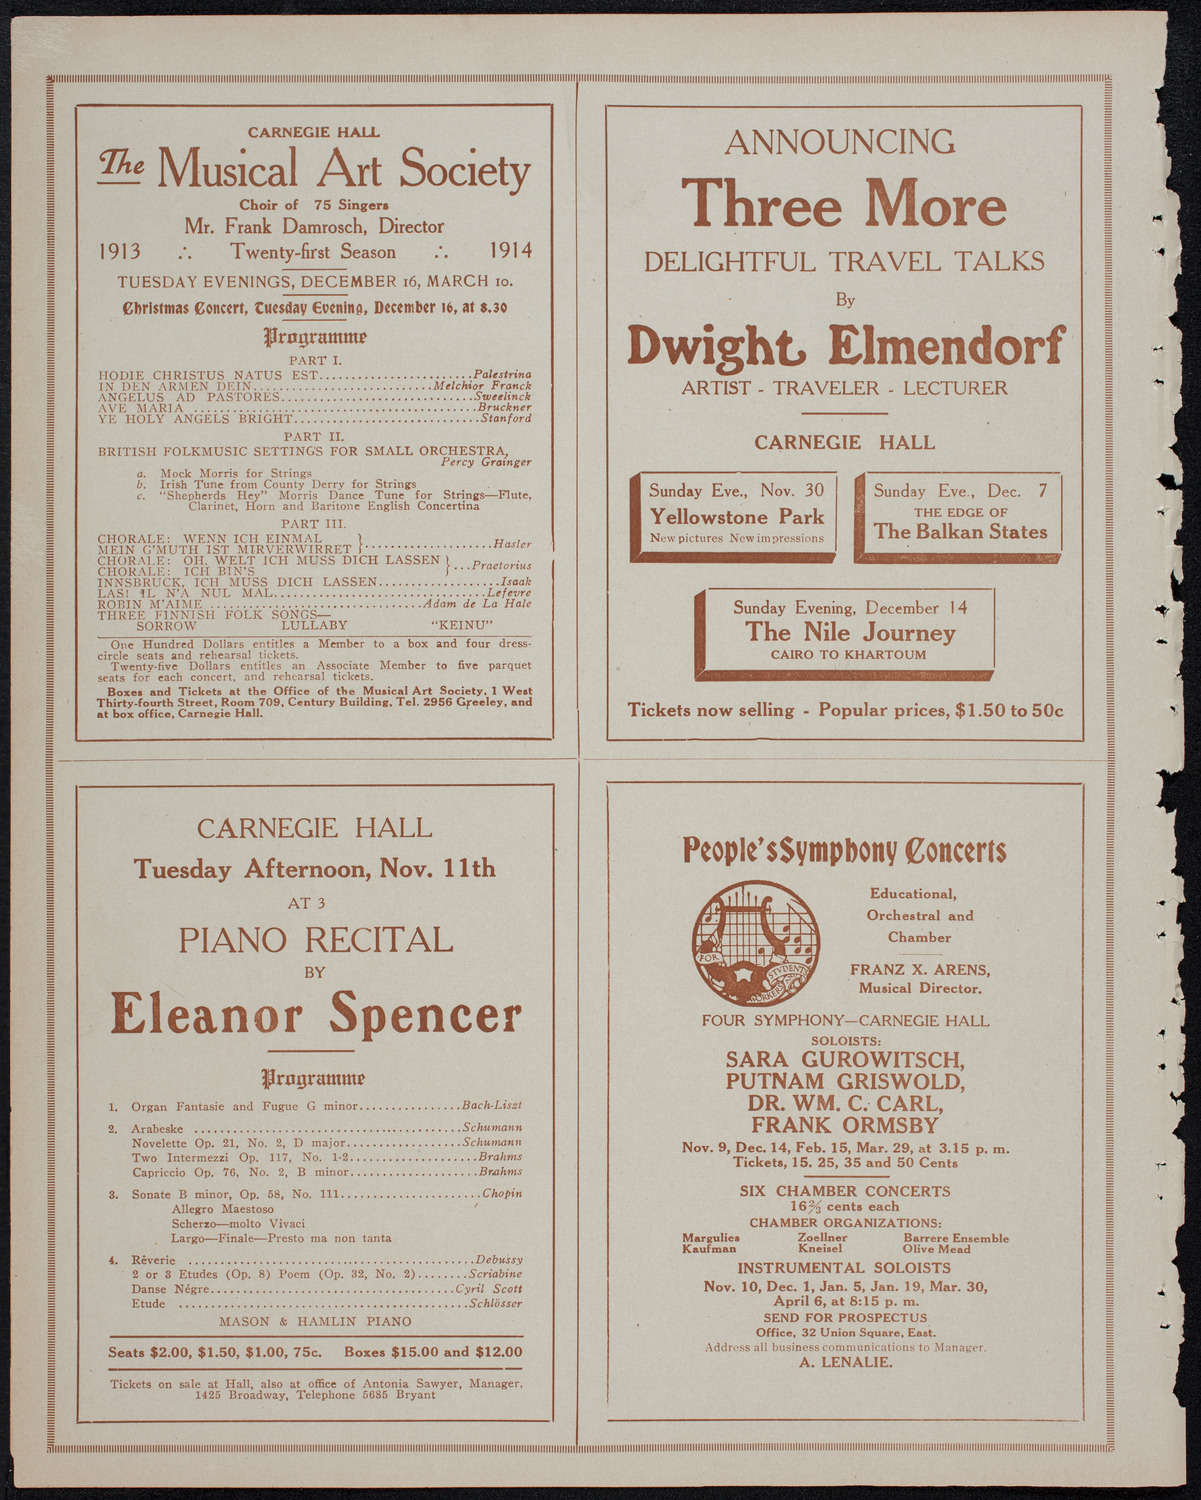 CARNEGIE HALL
The Musical Art Society
Choir of 75 Singers
Mr. Frank Damrosch, Director
1913 ∴ Twenty-first Season ∴ 1914
TUESDAY EVENINGS, DECEMBER 16, MARCH 10.
Christmas Concert, Tuesday Evening, December 16, at 8.30
Programme
PART I.
HODIE CHRISTUS NATUS EST.......................Palestrina
IN DEN ARMEN DEIN...........................Melchior Franck
ANGELUS AD PASTORES.............................Sweelinck
AVE MARIA ...........................................Bruckner
YE HOLY ANGELS BRIGHT............................Stanford
PART II.
BRITISH FOLKMUSIC SETTINGS FOR SMALL ORCHESTRA,
Percy Grainger
a. Mock Morris for Strings
b. Irish Tune from County Derry for Strings
c. "Shepherds Hey" Morris Dance Tune for Strings—Flute,
Clarinet, Horn and Baritone English Concertina
PART III.
CHORALE: WENN ICH EINMAL
MEIN G'MUTH IST MIRVERWIRRET }....................Hasler
CHORALE: OH, WELT ICH MUSS DICH LASSEN
CHORALE: ICH BIN'S }...Praetorius
INNSBRUCK, ICH MUSS DICH LASSEN...................Isaak
LAS! IL N'A NUL MAL................................Lefevre
ROBIN M'AIME ................................Adam de La Hale
THREE FINNISH FOLK SONGS—
SORROW LULLABY "KEINU"
One Hundred Dollars entitles a Member to a box and four dress-
circle seats and rehearsal tickets.
Twenty-five Dollars entitles an Associate Member to five parquet
seats for each concert, and rehearsal tickets.
Boxes and Tickets at the Office of the Musical Art Society, 1 West
Thirty-fourth Street, Room 709, Century Building, Tel. 2956 Greeley, and
at box office, Carnegie Hall.
ANNOUNCING
Three More
DELIGHTFUL TRAVEL TALKS
By
Dwight Elmendorf
ARTIST - TRAVELER - LECTURER
CARNEGIE HALL
Sunday Eve., Nov. 30
Yellowstone Park
New pictures New impressions
Sunday Eve., Dec. 7
THE EDGE OF
The Balkan States
Sunday Evening, December 14
The Nile Journey
CAIRO TO KHARTOUM
Tickets now selling - Popular prices, $1.50 to 50c
CARNEGIE HALL
Tuesday Afternoon, Nov. 11th
AT 3
PIANO RECITAL
BY
Eleanor Spencer
Programme
1. Organ Fantasie and Fugue G minor................Bach-Liszt
2. Arabeske ..........................................Schumann
Novelette Op. 21, No. 2, D major..................Schumann
Two Intermezzi Op. 117, No. 1-2....................Brahms
Capriccio Op. 76, No. 2, B minor....................Brahms
3. Sonate B minor, Op. 58, No. 111......................Chopin
Allegro Maestoso
Scherzo—molto Vivaci
Largo—Finale—Presto ma non tanta
4. Rêverie .............................................Debussy
2 or 3 Etudes (Op. 8) Poem (Op. 32, No. 2)........Scriabine
Danse Négre.......................................Cyril Scott
Etude ..............................................Schlösser
MASON & HAMLIN PIANO
Seats $2.00, $1.50, $1.00, 75c. Boxes $15.00 and $12.00
Tickets on sale at Hall, also at office of Antonia Sawyer, Manager,
1425 Broadway, Telephone 5685 Bryant
People's Symphony Concerts
FOR
STVDENTS
AND
WORKERS
Educational,
Orchestral and
Chamber
FRANZ X. ARENS,
Musical Director.
FOUR SYMPHONY—CARNEGIE HALL
SOLOISTS:
SARA GUROWITSCH,
PUTNAM GRISWOLD,
DR. WM. C. CARL,
FRANK ORMSBY
Nov. 9, Dec. 14, Feb. 15, Mar. 29, at 3.15 p. m.
Tickets, 15. 25, 35 and 50 Cents
SIX CHAMBER CONCERTS
16⅔ cents each
CHAMBER ORGANIZATIONS:
Margulies Zoellner Barrere Ensemble
Kaufman Kneisel Olive Mead
INSTRUMENTAL SOLOISTS
Nov. 10, Dec. 1, Jan. 5, Jan. 19, Mar. 30,
April 6, at 8:15 p. m.
SEND FOR PROSPECTUS
Office, 32 Union Square, East.
Address all business communications to Manager.
A. LENALIE.